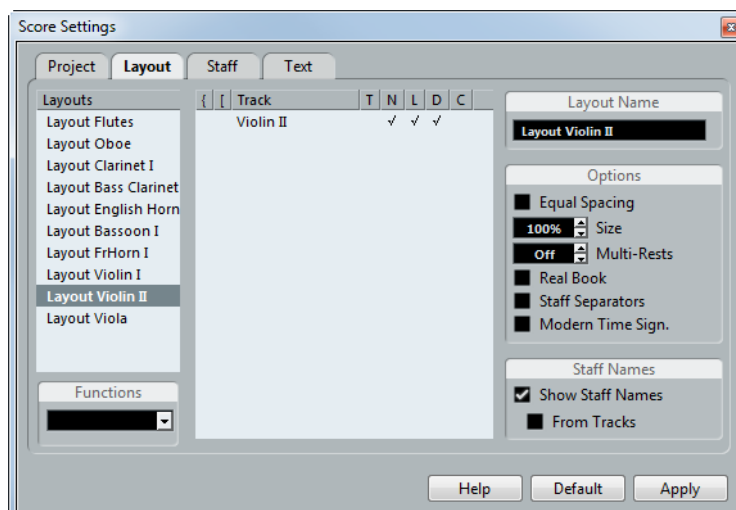 Score Settings
Project Layout Staff Text
Layouts
Layout Flutes
Layout Oboe
Layout Clarinet I
Layout Bass Clarinet
Layout English Horn
Layout Bassoon I
Layout FrHorn I
Layout Violin I
Layout Violin II
Layout Viola
Functions
{ [ Track T N L D C
Violin II √ √ √
Layout Name
Layout Violin II
Options
Equal Spacing
100% Size
Off Multi-Rests
Real Book
Staff Separators
Modern Time Sign.
Staff Names
Show Staff Names
From Tracks
Help Default Apply